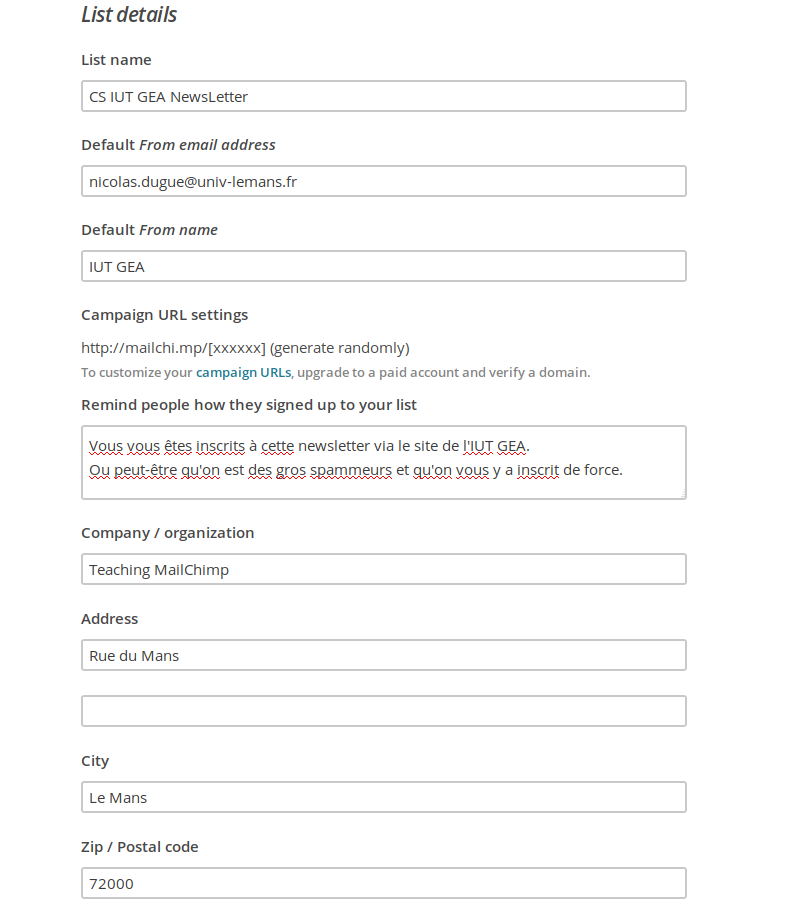 List details
List name
CS IUT GEA NewsLetter
Default From email address
nicolas.dugue@univ-lemans.fr
Default From name
IUT GEA
Campaign URL settings
http://mailchi.mp/[xxxxxx] (generate randomly)
To customize your campaign URLs, upgrade to a paid account and verify a domain.
Remind people how they signed up to your list
Vous vous êtes inscrits à cette newsletter via le site de l'IUT GEA.
Ou peut-être qu'on est des gros spammeurs et qu'on vous y a inscrit de force.
Company / organization
Teaching MailChimp
Address
Rue du Mans
City
Le Mans
Zip / Postal code
72000